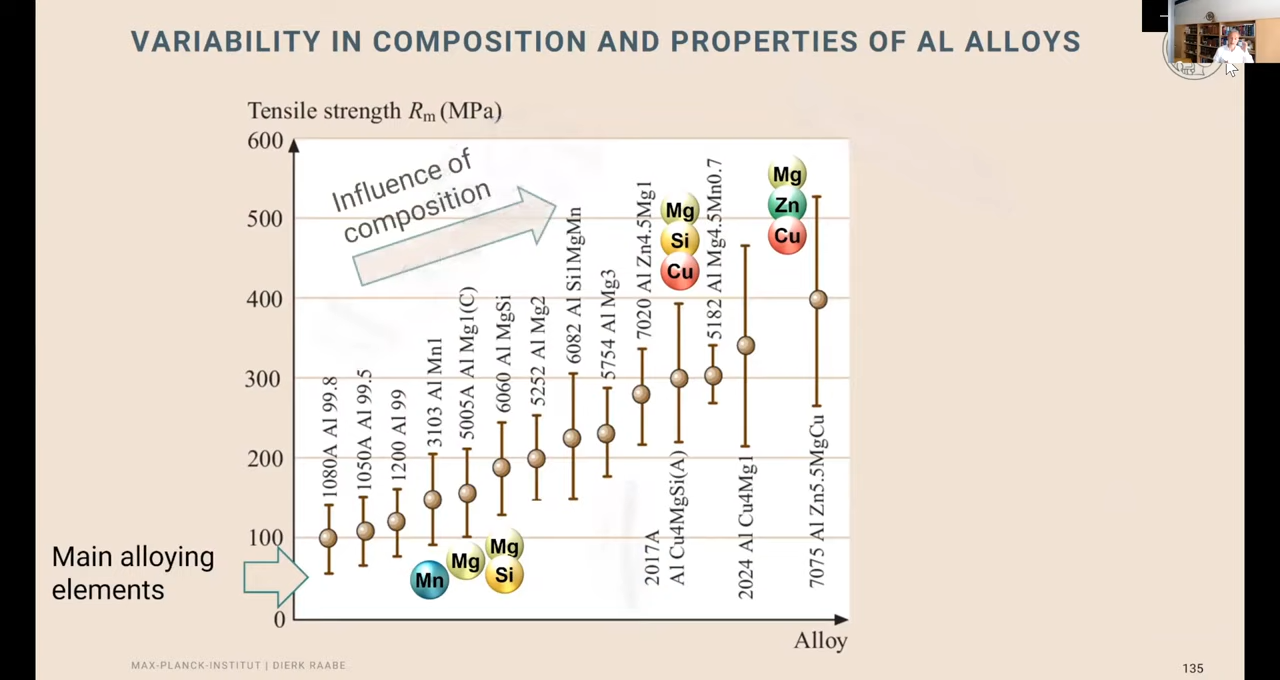 VARIABILITY IN COMPOSITION AND PROPERTIES OF AL ALLOYS
Tensile strength Rm (MPa)
600
500
400
300
200
100
0
Influence of
composition
1080A Al 99.8
1050A Al 99.5
1200 Al 99
3103 Al Mn1
5005A Al Mg1(C)
6060 Al MgSi
5252 Al Mg2
6082 Al Si1MgMn
5754 Al Mg3
7020 Al Zn4.5Mg1
2017A
Al Cu4MgSi(A)
5182 Al Mg4.5Mn0.7
2024 Al Cu4Mg1
7075 Al Zn5.5MgCu
Mg
Si
Cu
Mg
Zn
Cu
Mn
Mg
Mg
Si
Main alloying
elements
Alloy
MAX-PLANCK-INSTITUT | DIERK RAABE
135